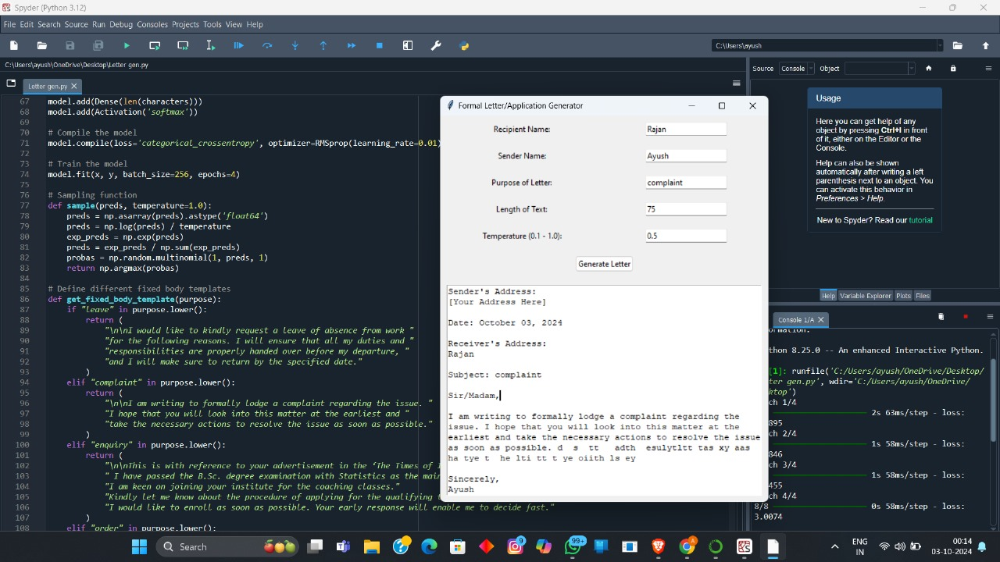 Spyder (Python 3.12)
File Edit Search Source Run Debug Consoles Projects Tools View Help
C:\Users\ayush
C:\Users\ayush\OneDrive\Desktop\Letter gen.py
Letter gen.py
67 model.add(Dense(len(characters)))
68 model.add(Activation('softmax'))
69
70 # Compile the model
71 model.compile(loss='categorical_crossentropy', optimizer=RMSprop(learning_rate=0.01)
72
73 # Train the model
74 model.fit(x, y, batch_size=256, epochs=4)
75
76 # Sampling function
77 def sample(preds, temperature=1.0):
78 preds = np.asarray(preds).astype('float64')
79 preds = np.log(preds) / temperature
80 exp_preds = np.exp(preds)
81 preds = exp_preds / np.sum(exp_preds)
82 probas = np.random.multinomial(1, preds, 1)
83 return np.argmax(probas)
84
85 # Define different fixed body templates
86 def get_fixed_body_template(purpose):
87 if "leave" in purpose.lower():
88 return (
89 "\n\nI would like to kindly request a leave of absence from work "
90 "for the following reasons. I will ensure that all my duties and "
91 "responsibilities are properly handed over before my departure, "
92 "and I will make sure to return by the specified date."
93 )
94 elif "complaint" in purpose.lower():
95 return (
96 "\n\nI am writing to formally lodge a complaint regarding the issue. "
97 "I hope that you will look into this matter at the earliest and "
98 "take the necessary actions to resolve the issue as soon as possible."
99 )
100 elif "enquiry" in purpose.lower():
101 return (
102 "\n\nThis is with reference to your advertisement in the 'The Times of I
103 " I have passed the B.Sc. degree examination with Statistics as the main
104 "I am keen on joining your institute for the coaching classes."
105 "Kindly let me know about the procedure of applying for the qualifying t
106 "I would like to enroll as soon as possible. Your early response will enable me to decide fast."
107 )
108 elif "order" in purpose.lower():
Formal Letter/Application Generator
Recipient Name: Rajan
Sender Name: Ayush
Purpose of Letter: complaint
Length of Text: 75
Temperature (0.1 - 1.0): 0.5
Generate Letter
Sender's Address:
[Your Address Here]
Date: October 03, 2024
Receiver's Address:
Rajan
Subject: complaint
Sir/Madam,
I am writing to formally lodge a complaint regarding the
issue. I hope that you will look into this matter at the
earliest and take the necessary actions to resolve the issue
as soon as possible. d  s  tt   adth  esulytltt tas xy aas
ha tye t  he lti tt t ye oiith ls ey
Sincerely,
Ayush
Source Console Object
Usage
Here you can get help of any
object by pressing Ctrl+I in front
of it, either on the Editor or the
Console.
Help can also be shown
automatically after writing a left
parenthesis next to an object. You
can activate this behavior in
Preferences > Help.
New to Spyder? Read our tutorial
Help Variable Explorer Plots Files
Console 1/A
thon 8.25.0 -- An enhanced Interactive Python.
[1]: runfile('C:/Users/ayush/OneDrive/Desktop/
ter gen.py', wdir='C:/Users/ayush/OneDrive/
ktop')
ch 1/4
2s 63ms/step - loss:
895
ch 2/4
1s 58ms/step - loss:
846
ch 3/4
1s 58ms/step - loss:
455
ch 4/4
8/8 0s 58ms/step - loss:
3.0074
Search
9
99+
ENG
IN
00:14
03-10-2024